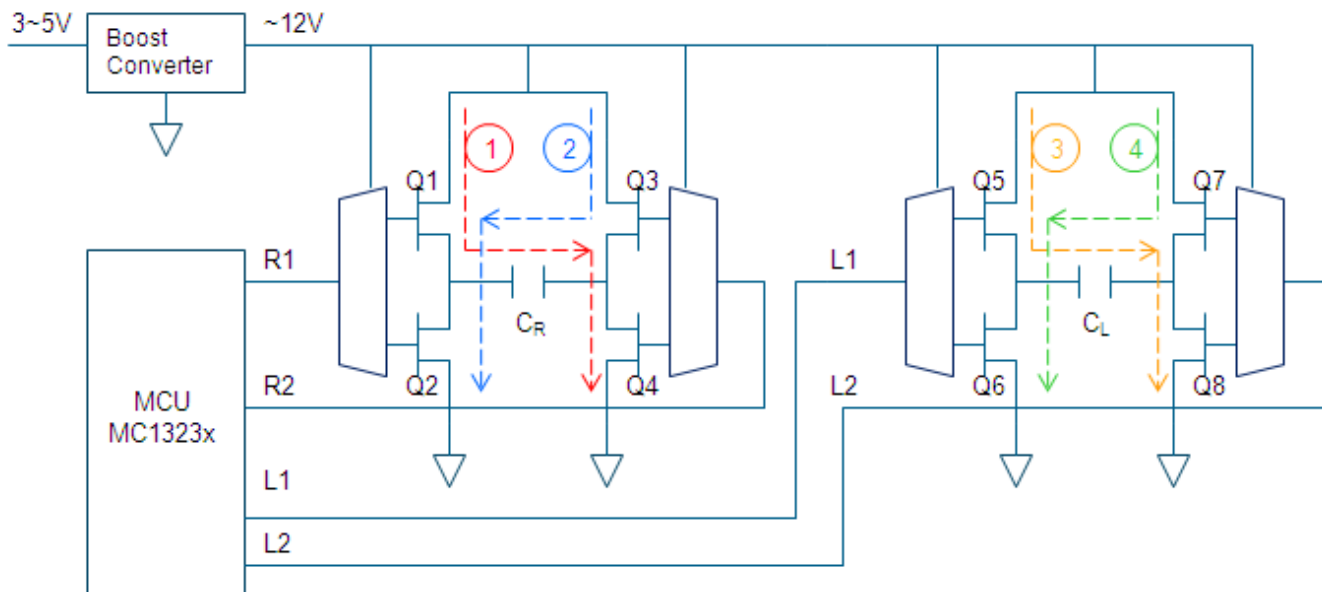 3~5V
Boost
Converter
~12V
1
2
3
4
Q1
Q3
Q5
Q7
R1
L1
CR
CL
Q2
Q4
Q6
Q8
R2
L2
MCU
MC1323x
L1
L2